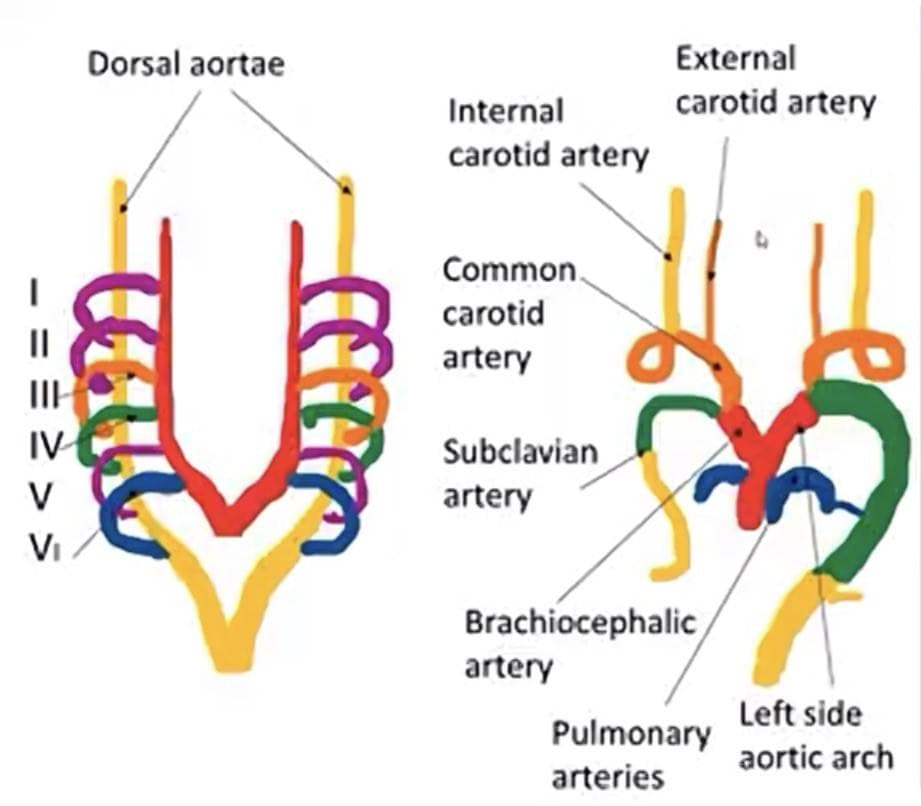 Dorsal aortae
I
II
III
IV
V
VI
External
carotid artery
Internal
carotid artery
Common
carotid
artery
Subclavian
artery
Brachiocephalic
artery
Pulmonary
arteries
Left side
aortic arch